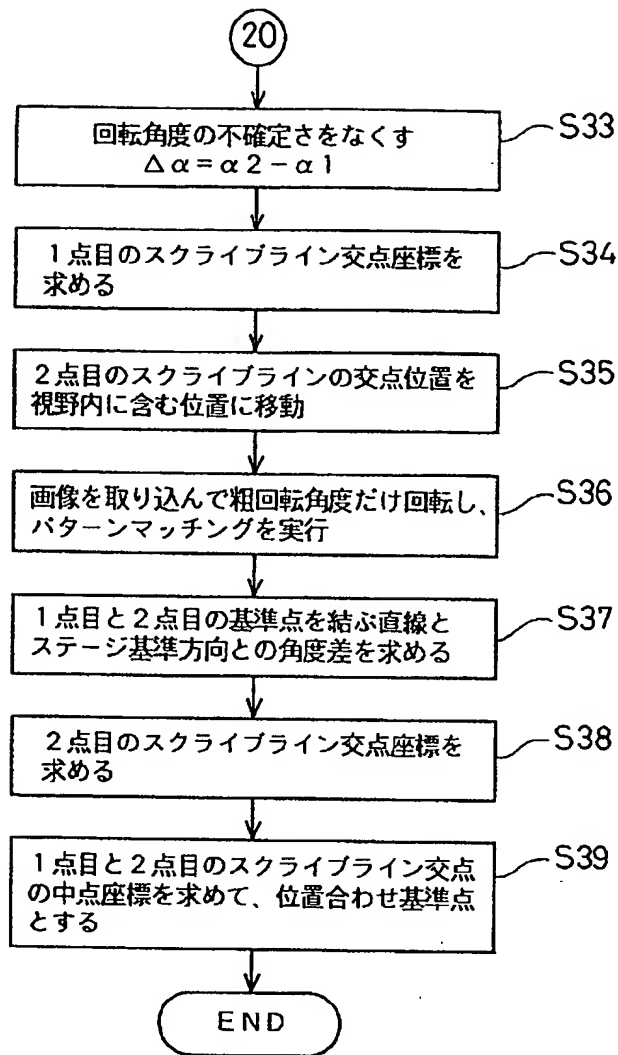 20
回転角度の不確定さをなくす
S33
Δα=α2-α1
1点目のスクライブライン交点座標を
S34
求める
2点目のスクライブラインの交点位置を
S35
視野内に含む位置に移動
画像を取り込んで粗回転角度だけ回転し、
S36
パターンマッチングを実行
1点目と2点目の基準点を結ぶ直線と
S37
ステージ基準方向との角度差を求める
2点目のスクライブライン交点座標を
S38
求める
1点目と2点目のスクライブライン交点
S39
の中点座標を求めて、位置合わせ基準点
とする
END